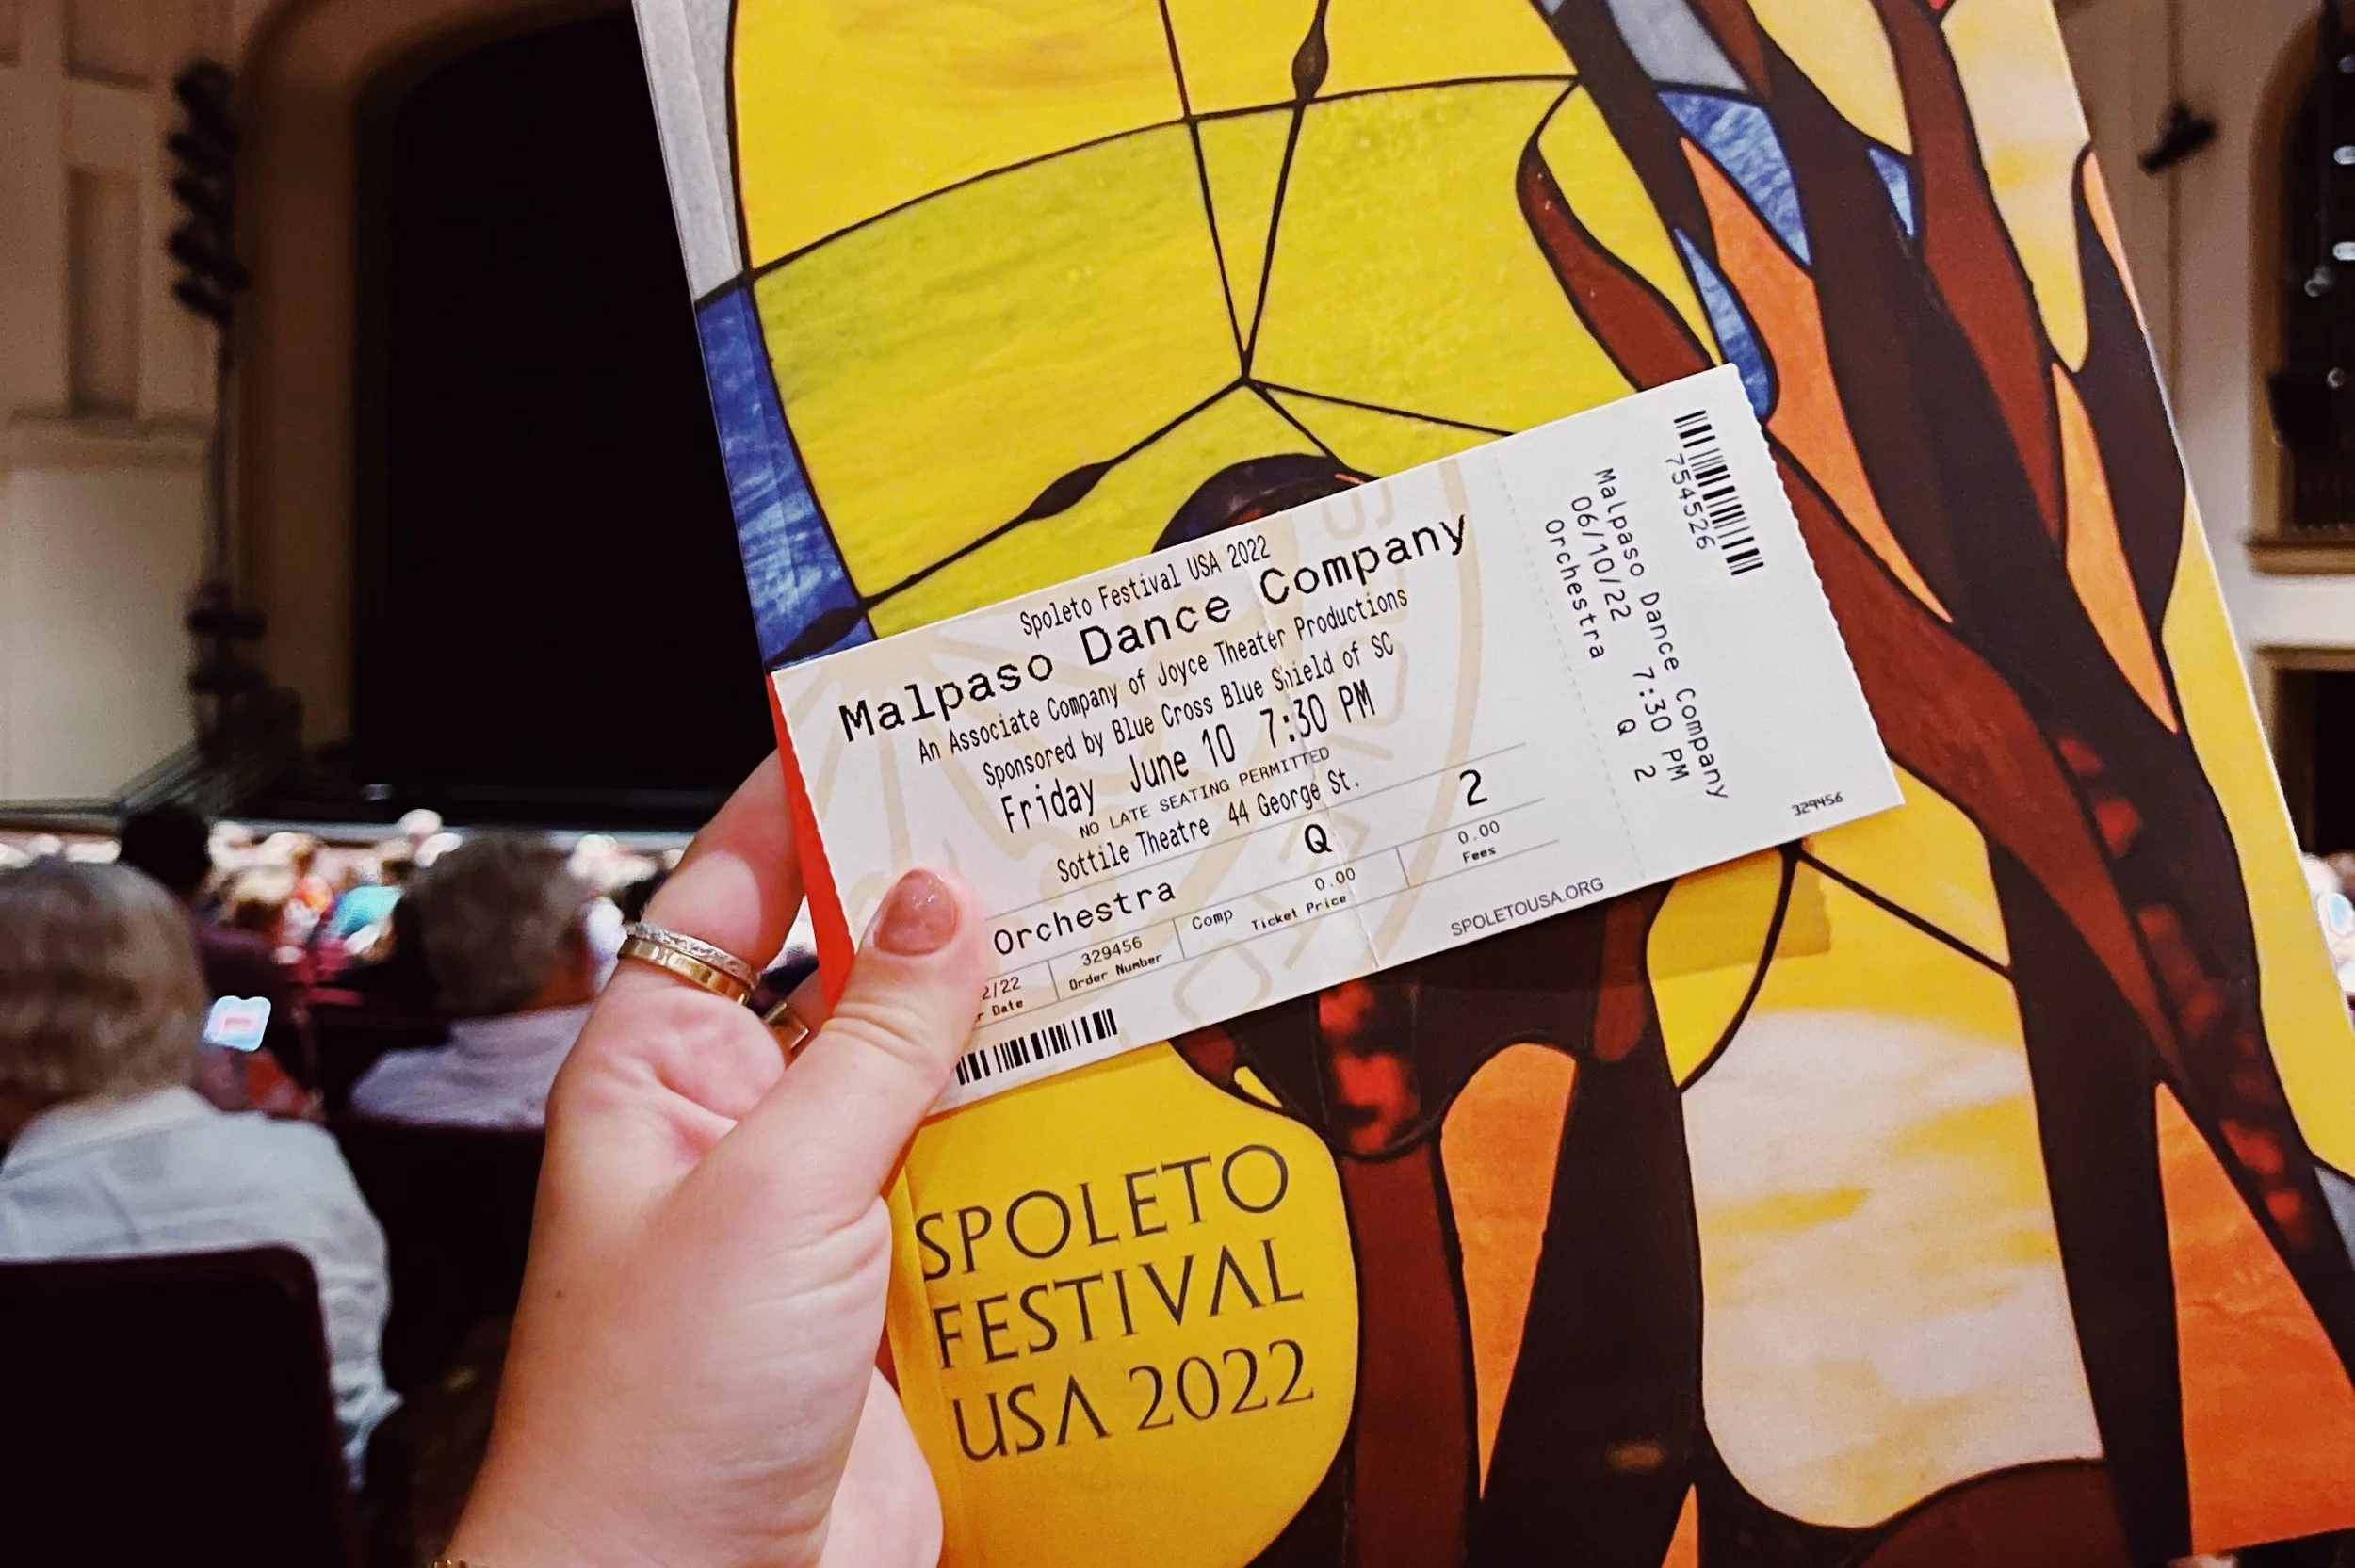 Spoleto Festival USA 2022
Malpaso Dance Company
An Associate Company of Joyce Theater Productions
Sponsored by Blue Cross Blue Shield of SC
Friday June 10 7:30 PM
NO LATE SEATING PERMITTED
Sottile Theatre 44 George St.
Orchestra Q 2
2/22 329456 Comp 0.00 0.00
Date Order Number Ticket Price Fees
SPOLETOUSA.ORG
754526
Malpaso Dance Company
06/10/22 7:30 PM
Orchestra Q 2
329456
SPOLETO
FESTIVAL
USA 2022